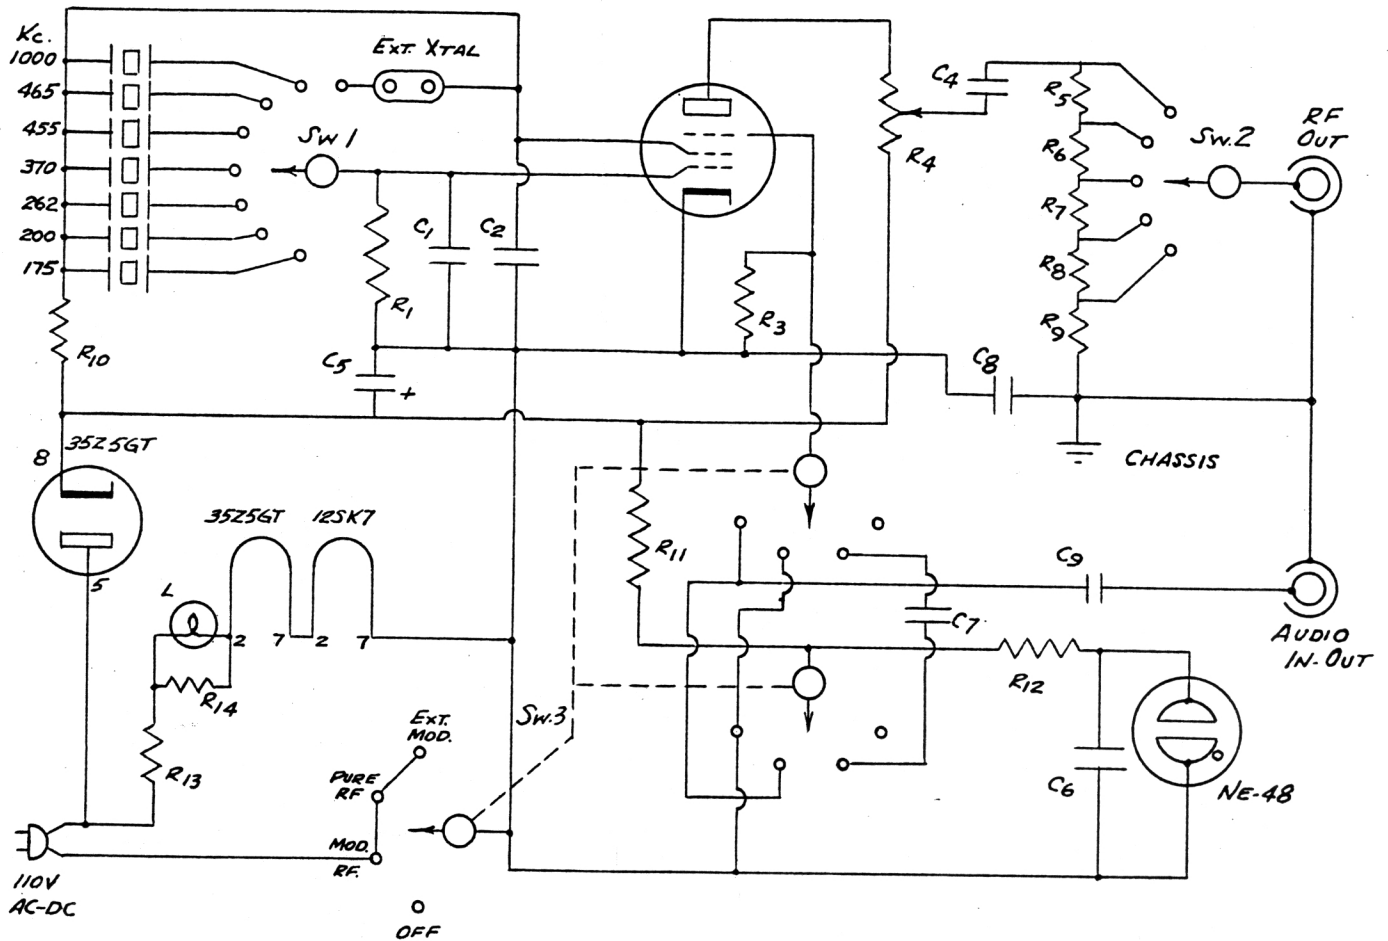 Kc.
1000
465
455
370
262
200
175
EXT. XTAL
SW 1
C1
C2
R1
C5
+
R10
R3
R4
C4
R5
R6
R7
R8
R9
SW.2
RF
OUT
C8
CHASSIS
35Z5GT
8
5
35Z5GT
12SK7
L
2
7
2
7
R14
R13
R11
C9
C7
AUDIO
IN-OUT
R12
SW.3
EXT.
MOD.
PURE
RF
MOD.
RF.
OFF
C6
NE-48
110V
AC-DC